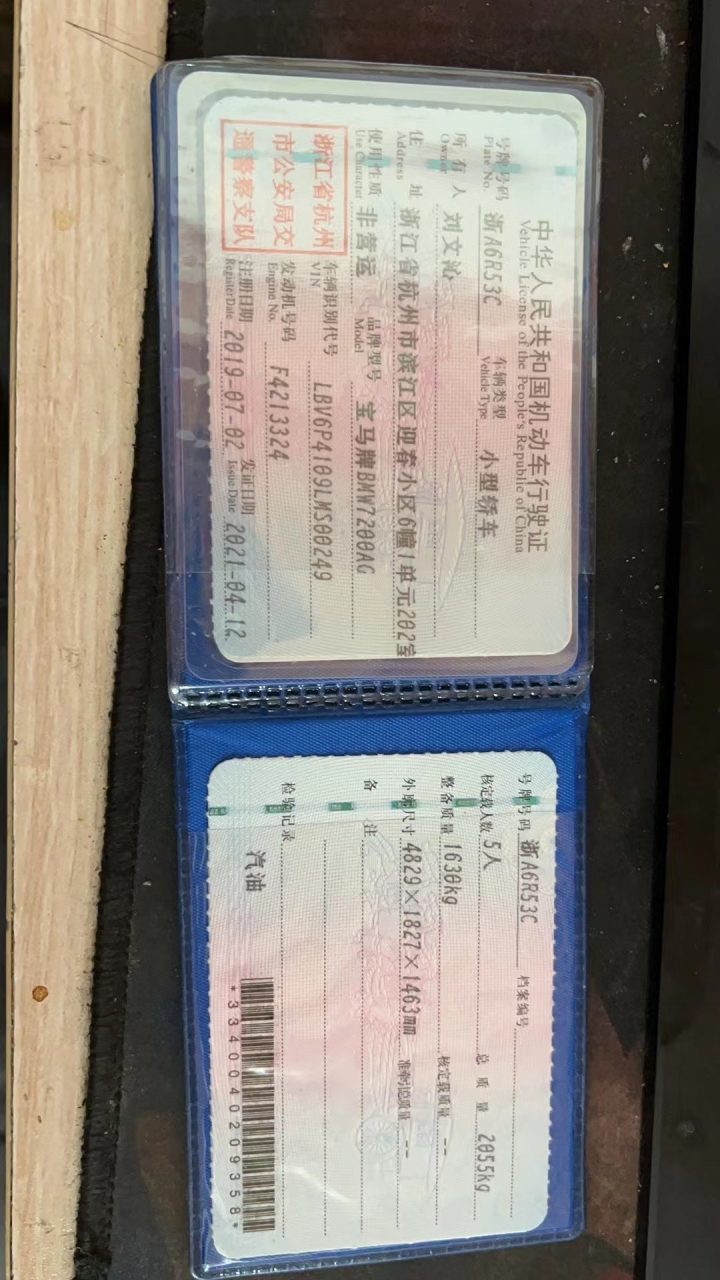 中华人民共和国机动车行驶证
Vehicle License of the People's Republic of China
号牌号码 浙A6R53C 车辆类型 小型轿车
Plate No. Vehicle Type
所有人 刘文沁
Owner
住址 浙江省杭州市滨江区迎春小区6幢1单元202室
Address
使用性质 非营运 品牌型号 宝马牌BMW7200AG
Use Character Model
浙江省杭州
市公安局交
通警察支队
车辆识别代号 LBV6P4109LMS00249
VIN
发动机号码 F4213324
Engine No.
注册日期 2019-07-02 发证日期 2021-04-12
Register Date Issue Date
号牌号码 浙A6R53C 档案编号
核定载人数 5人 总质量 2055kg
整备质量 1630kg 核定载质量 --
外廓尺寸 4829×1827×1463mm 准牵引总质量 --
备注
检验记录
汽油
*3340040209358*